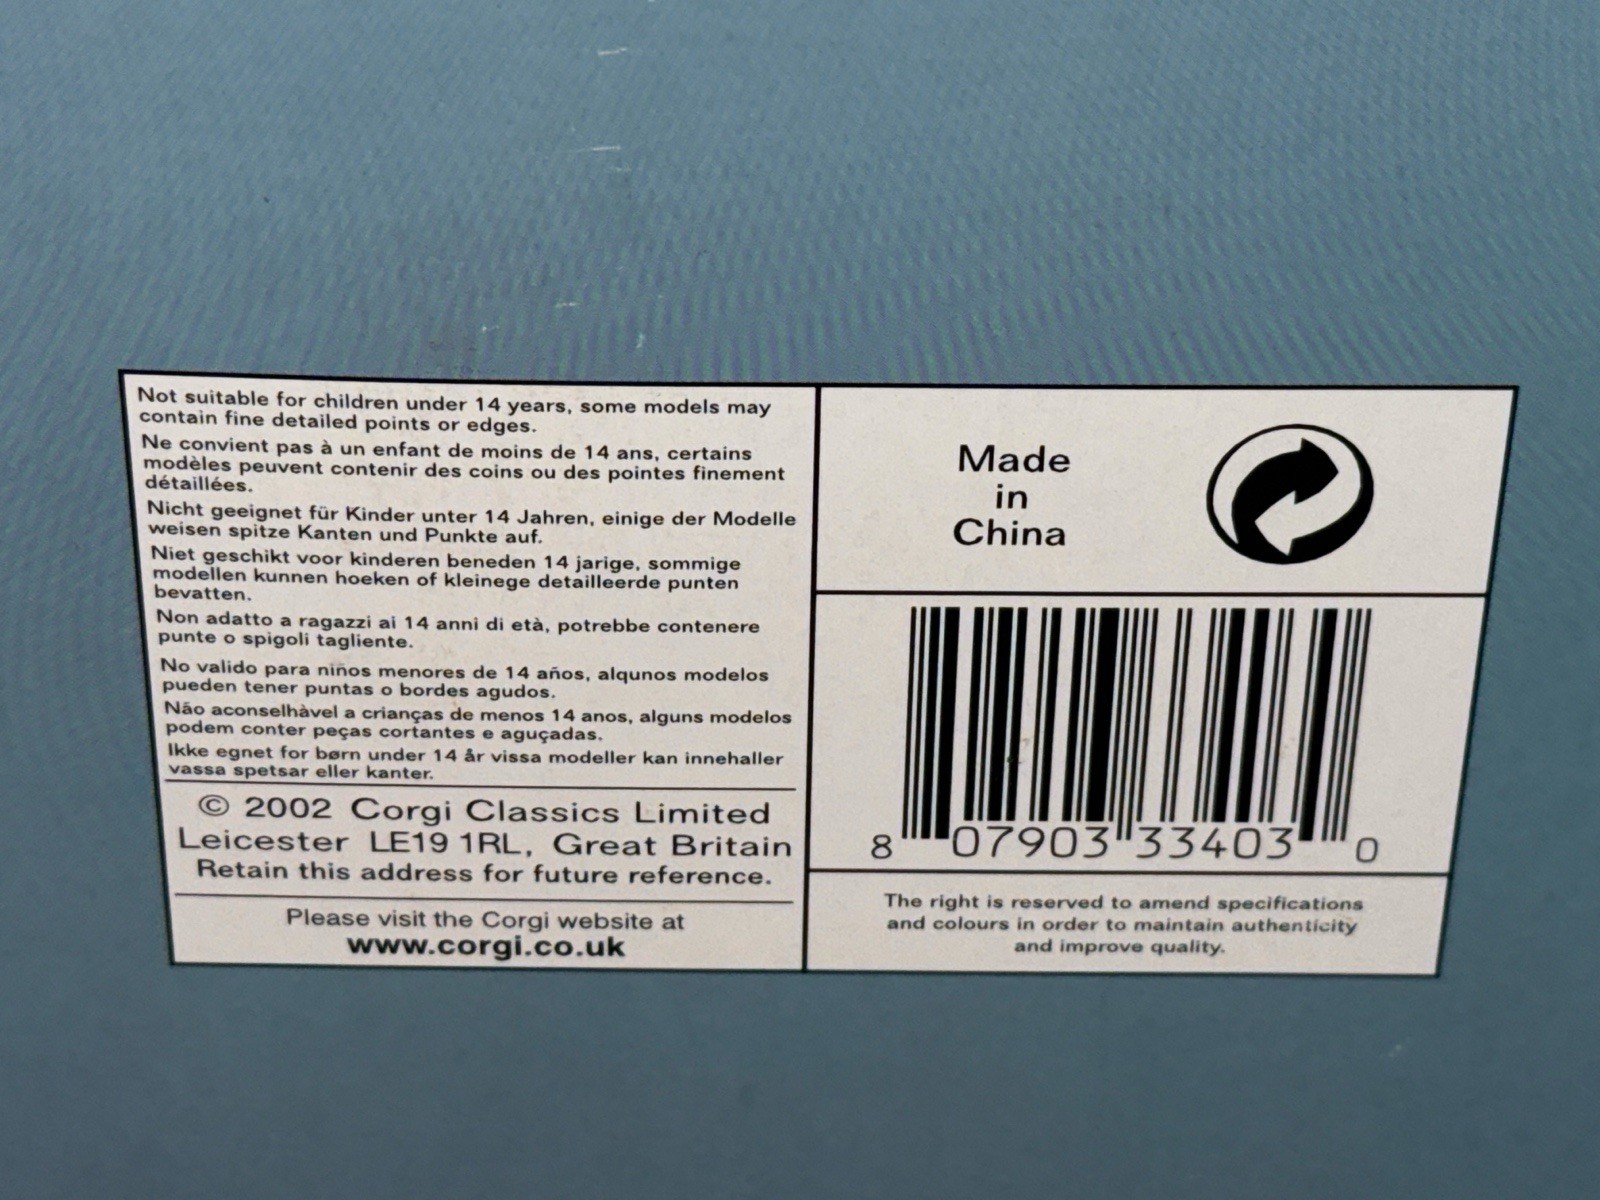 Not suitable for children under 14 years, some models may
contain fine detailed points or edges.
Ne convient pas à un enfant de moins de 14 ans, certains
modèles peuvent contenir des coins ou des pointes finement
détaillées.
Nicht geeignet für Kinder unter 14 Jahren, einige der Modelle
weisen spitze Kanten und Punkte auf.
Niet geschikt voor kinderen beneden 14 jarige, sommige
modellen kunnen hoeken of kleinege detailleerde punten
bevatten.
Non adatto a ragazzi ai 14 anni di età, potrebbe contenere
punte o spigoli tagliente.
No valido para niños menores de 14 años, alqunos modelos
pueden tener puntas o bordes agudos.
Não aconselhàvel a crianças de menos 14 anos, alguns modelos
podem conter peças cortantes e aguçadas.
Ikke egnet for børn under 14 år vissa modeller kan innehaller
vassa spetsar eller kanter.
© 2002 Corgi Classics Limited
Leicester LE19 1RL, Great Britain
Retain this address for future reference.
Please visit the Corgi website at
www.corgi.co.uk
Made
in
China
8 07903 33403 0
The right is reserved to amend specifications
and colours in order to maintain authenticity
and improve quality.